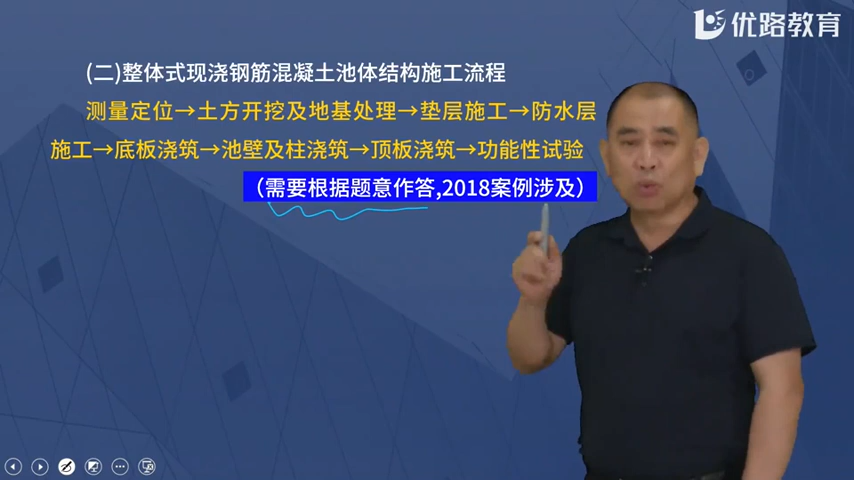 优路教育
(二)整体式现浇钢筋混凝土池体结构施工流程
测量定位→土方开挖及地基处理→垫层施工→防水层
施工→底板浇筑→池壁及柱浇筑→顶板浇筑→功能性试验
（需要根据题意作答,2018案例涉及）